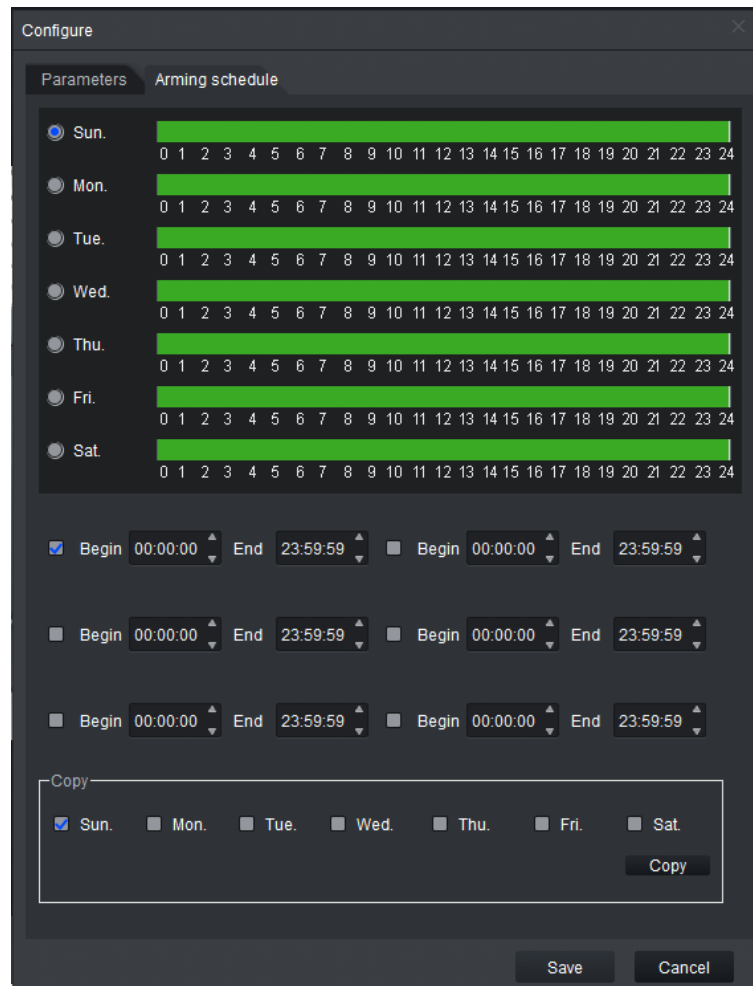 Configure
Parameters Arming schedule
Sun.
0 1 2 3 4 5 6 7 8 9 10 11 12 13 14 15 16 17 18 19 20 21 22 23 24
Mon.
0 1 2 3 4 5 6 7 8 9 10 11 12 13 14 15 16 17 18 19 20 21 22 23 24
Tue.
0 1 2 3 4 5 6 7 8 9 10 11 12 13 14 15 16 17 18 19 20 21 22 23 24
Wed.
0 1 2 3 4 5 6 7 8 9 10 11 12 13 14 15 16 17 18 19 20 21 22 23 24
Thu.
0 1 2 3 4 5 6 7 8 9 10 11 12 13 14 15 16 17 18 19 20 21 22 23 24
Fri.
0 1 2 3 4 5 6 7 8 9 10 11 12 13 14 15 16 17 18 19 20 21 22 23 24
Sat.
0 1 2 3 4 5 6 7 8 9 10 11 12 13 14 15 16 17 18 19 20 21 22 23 24
Begin 00:00:00 End 23:59:59 Begin 00:00:00 End 23:59:59
Begin 00:00:00 End 23:59:59 Begin 00:00:00 End 23:59:59
Begin 00:00:00 End 23:59:59 Begin 00:00:00 End 23:59:59
Copy
Sun. Mon. Tue. Wed. Thu. Fri. Sat.
Copy
Save Cancel